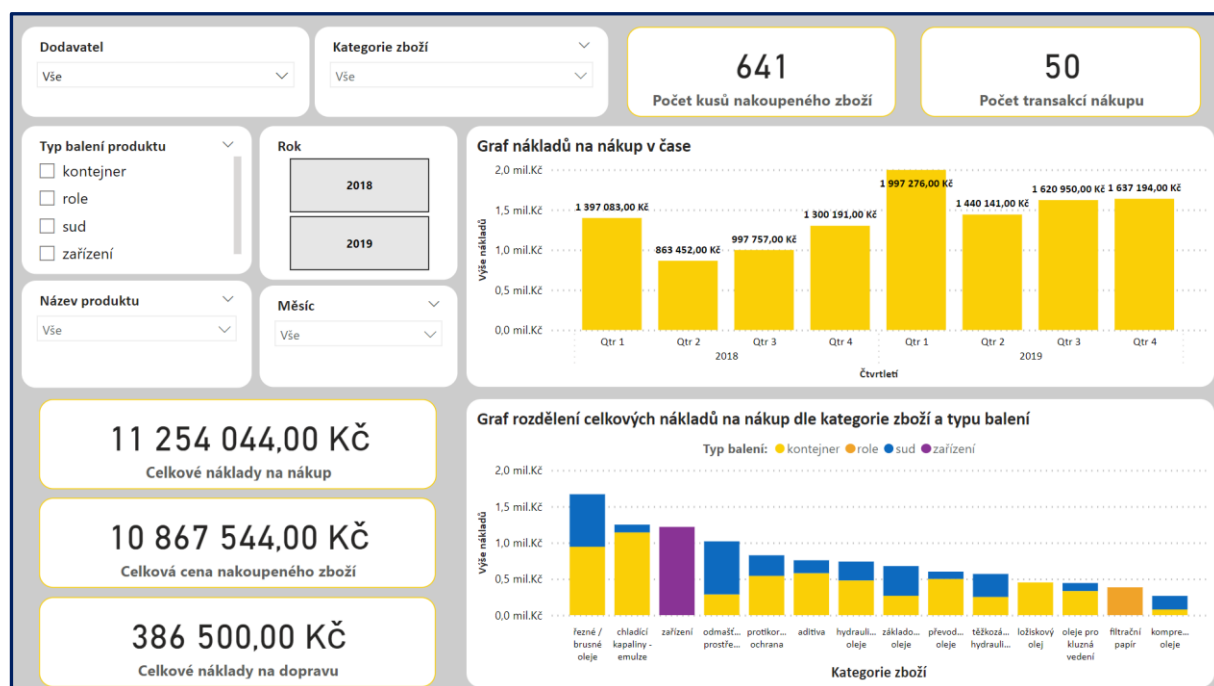 Dodavatel
Vše
Kategorie zboží
Vše
641
Počet kusů nakoupeného zboží
50
Počet transakcí nákupu
Typ balení produktu
kontejner
role
sud
zařízení
Rok
2018
2019
Název produktu
Vše
Měsíc
Vše
Graf nákladů na nákup v čase
Výše nákladů
2,0 mil.Kč
1,5 mil.Kč
1,0 mil.Kč
0,5 mil.Kč
0,0 mil.Kč
1 397 083,00 Kč
863 452,00 Kč
997 757,00 Kč
1 300 191,00 Kč
1 997 276,00 Kč
1 440 141,00 Kč
1 620 950,00 Kč
1 637 194,00 Kč
Qtr 1 Qtr 2 Qtr 3 Qtr 4 Qtr 1 Qtr 2 Qtr 3 Qtr 4
2018 2019
Čtvrtletí
11 254 044,00 Kč
Celkové náklady na nákup
10 867 544,00 Kč
Celková cena nakoupeného zboží
386 500,00 Kč
Celkové náklady na dopravu
Graf rozdělení celkových nákladů na nákup dle kategorie zboží a typu balení
Typ balení: kontejner role sud zařízení
Výše nákladů
2,0 mil.Kč
1,5 mil.Kč
1,0 mil.Kč
0,5 mil.Kč
0,0 mil.Kč
řezné /
brusné
oleje
chladící
kapaliny -
emulze
zařízení
odmašť...
prostře...
protikor...
ochrana
aditiva
hydrauli...
oleje
základo...
oleje
převod...
oleje
těžkozá...
hydrauli...
ložiskový
olej
oleje pro
kluzná
vedení
filtrační
papír
kompre...
oleje
Kategorie zboží